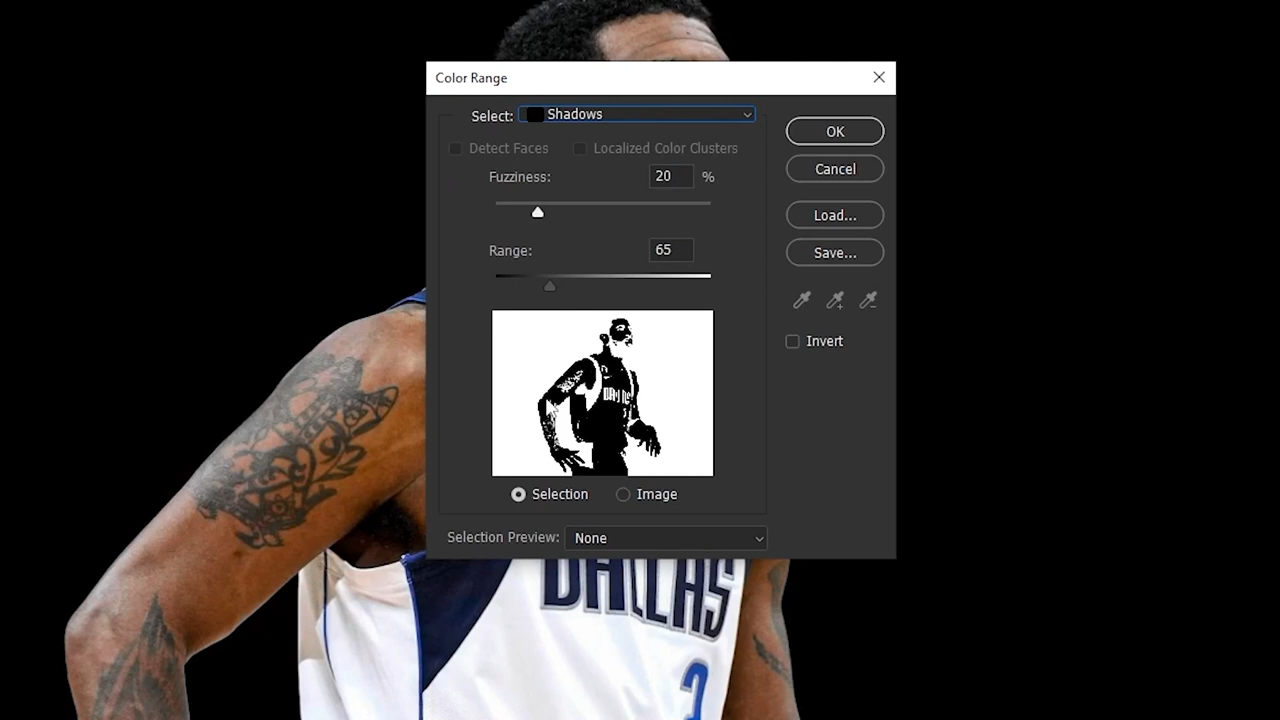 Color Range
Select: Shadows
Detect Faces Localized Color Clusters
Fuzziness: 20 %
Range: 65
Selection Image
Selection Preview: None
OK
Cancel
Load...
Save...
Invert
DALLAS
2